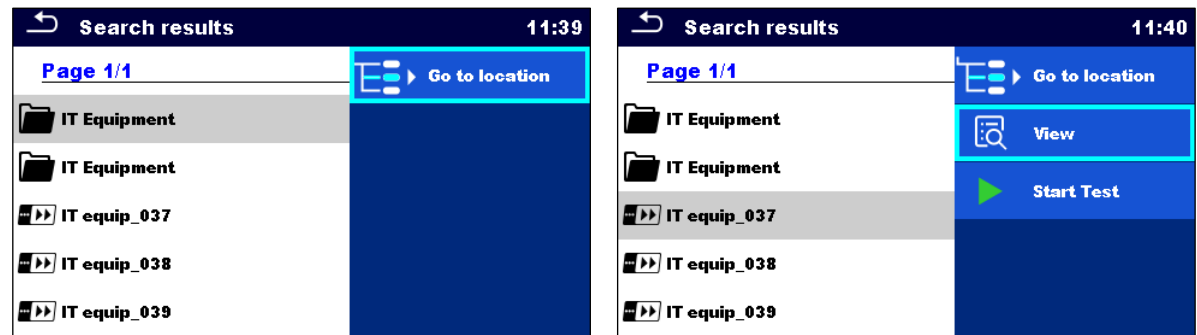 Search results 11:39
Page 1/1
Go to location
IT Equipment
IT Equipment
IT equip_037
IT equip_038
IT equip_039
Search results 11:40
Page 1/1
Go to location
IT Equipment
View
IT Equipment
Start Test
IT equip_037
IT equip_038
IT equip_039